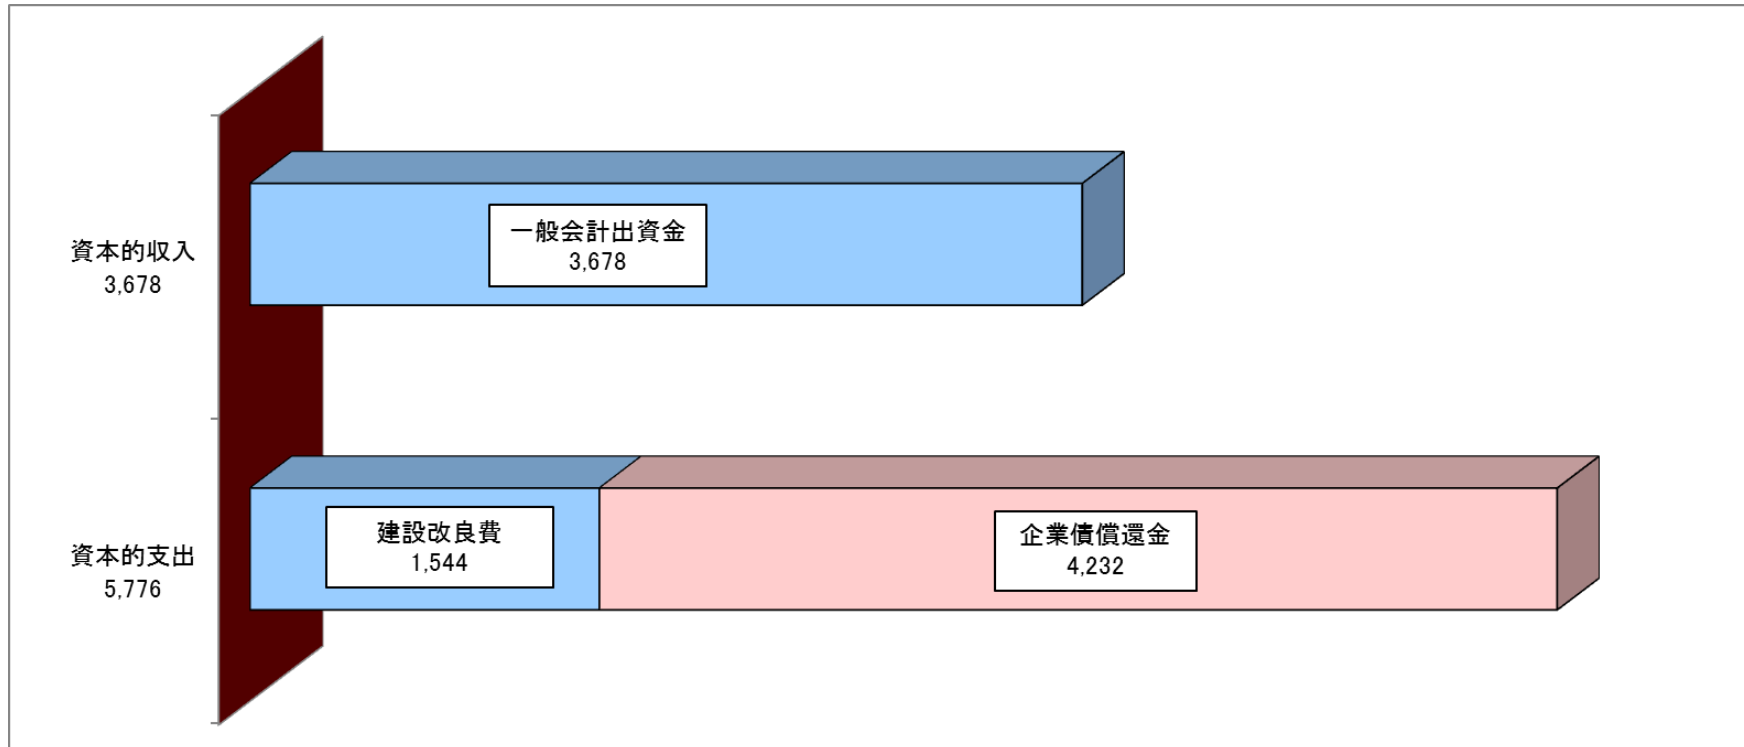 一般会計出資金
3,678
資本的収入
3,678
建設改良費
1,544
企業債償還金
4,232
資本的支出
5,776